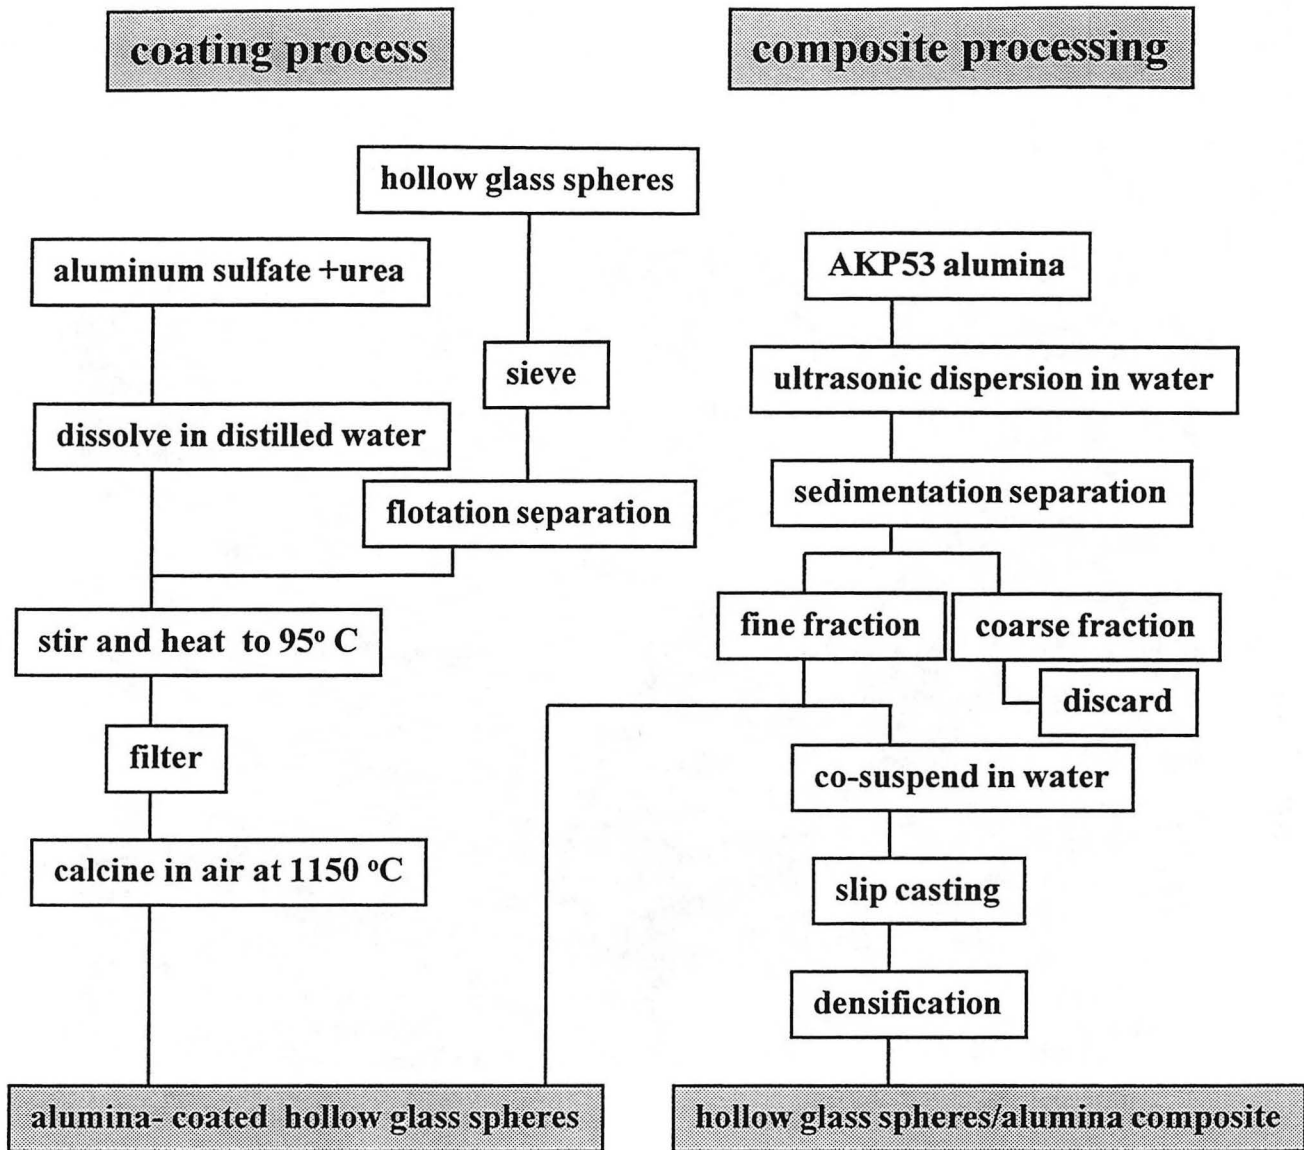 coating process
composite processing
hollow glass spheres
aluminum sulfate +urea
AKP53 alumina
sieve
ultrasonic dispersion in water
dissolve in distilled water
sedimentation separation
flotation separation
fine fraction
coarse fraction
stir and heat to 95° C
discard
filter
co-suspend in water
calcine in air at 1150 °C
slip casting
densification
alumina- coated hollow glass spheres
hollow glass spheres/alumina composite